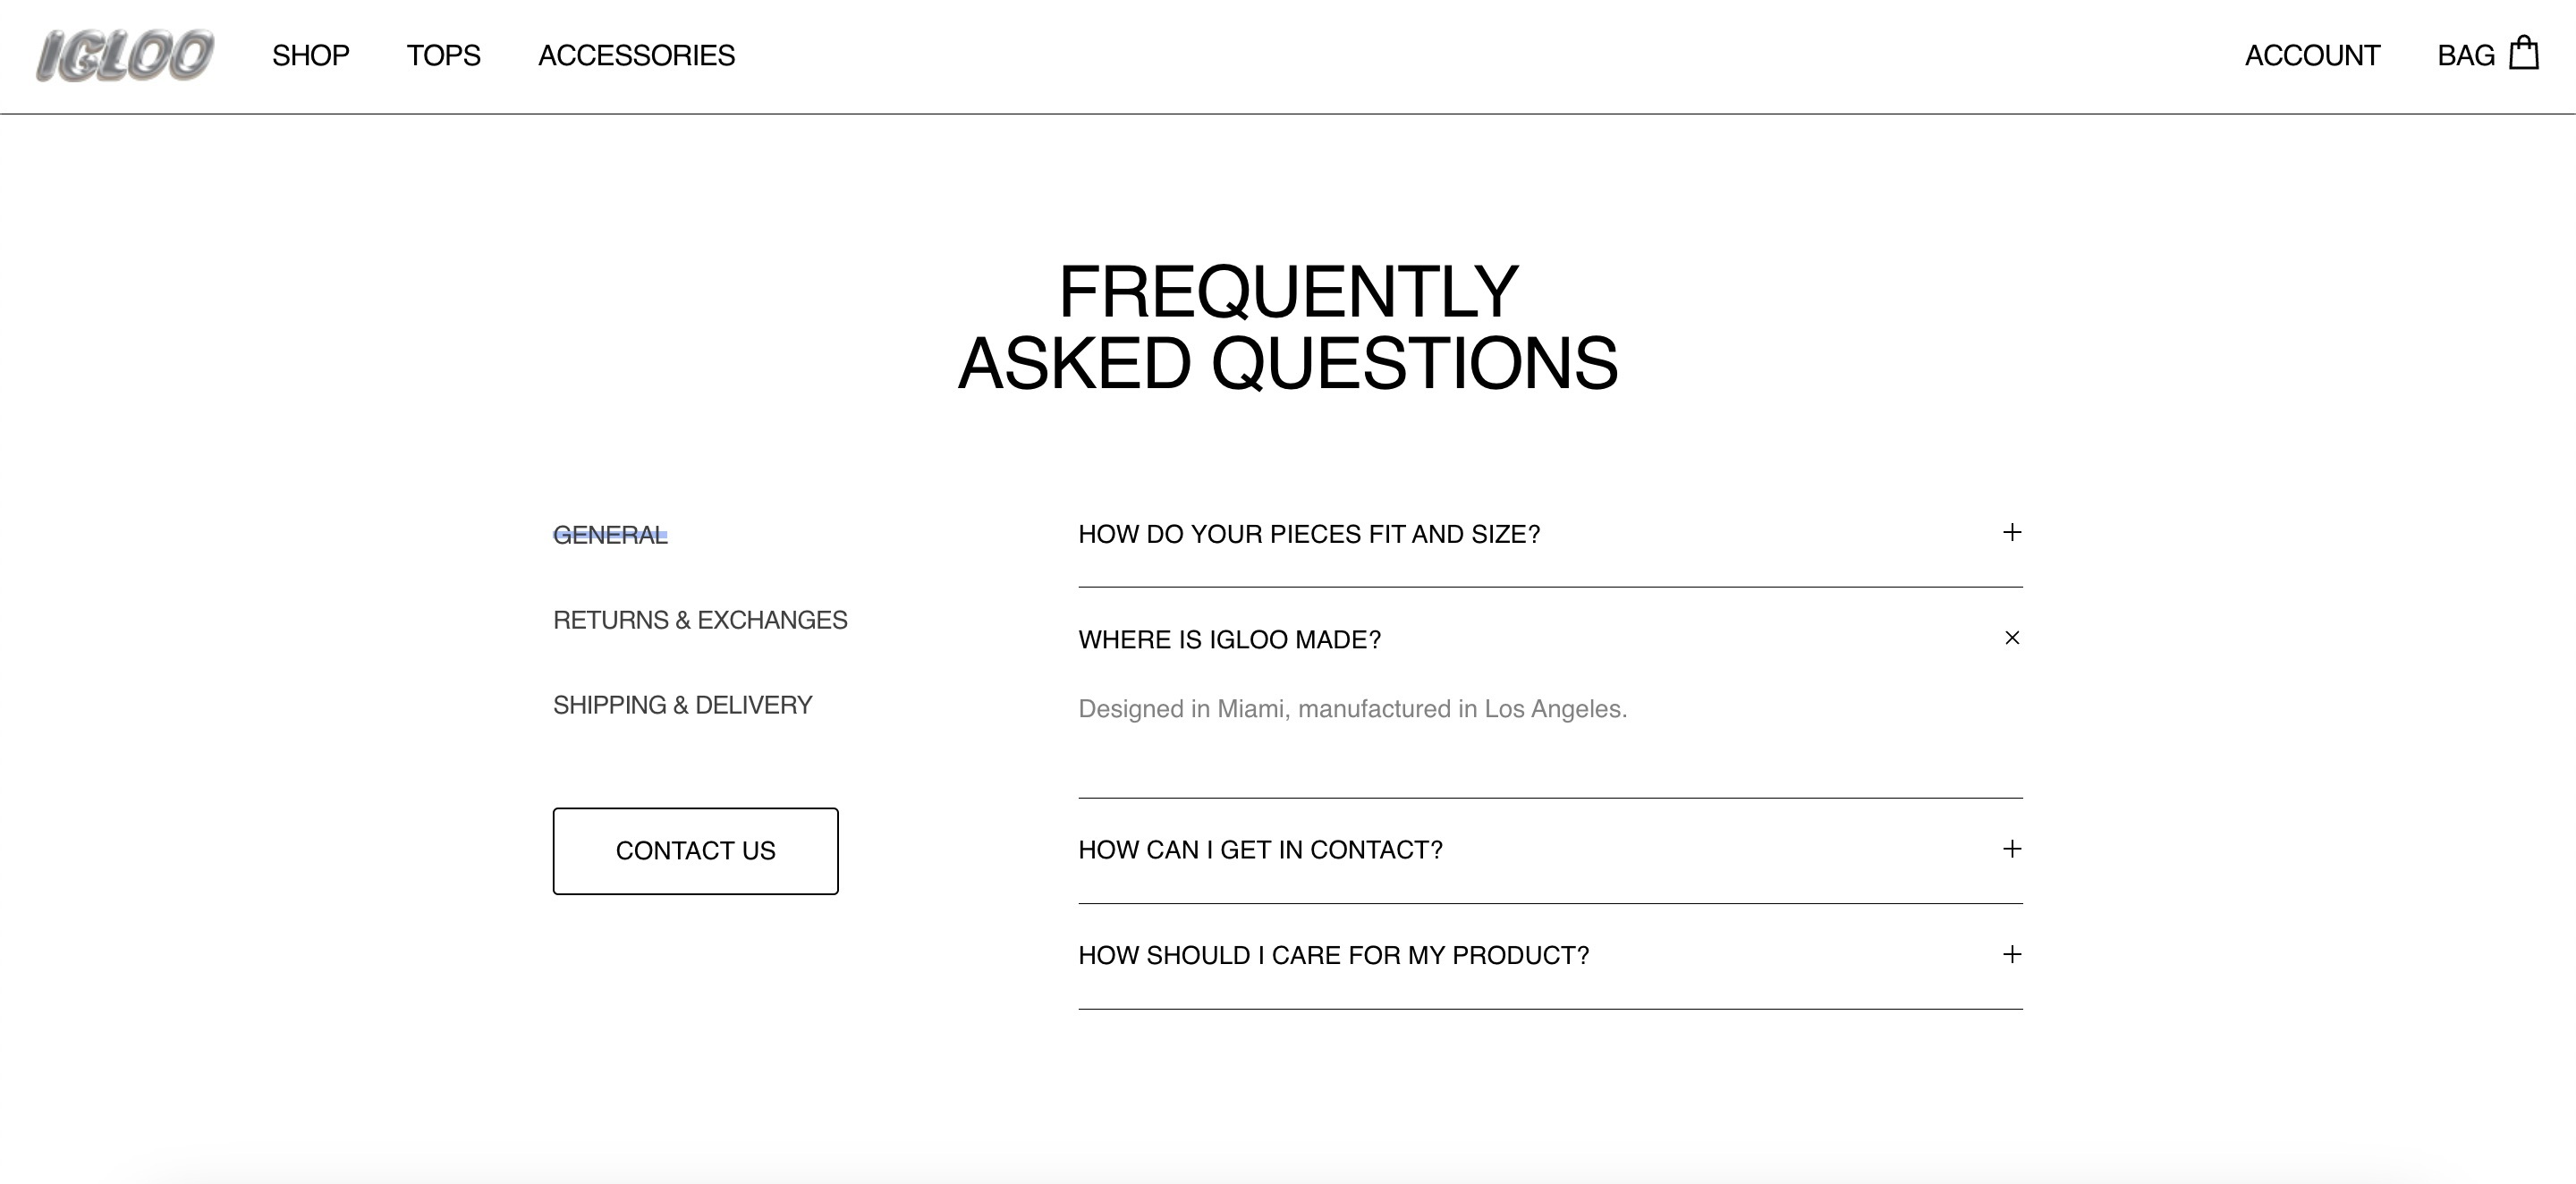 IGLOO
SHOP
TOPS
ACCESSORIES
ACCOUNT
BAG
FREQUENTLY
ASKED QUESTIONS
GENERAL
RETURNS & EXCHANGES
SHIPPING & DELIVERY
CONTACT US
HOW DO YOUR PIECES FIT AND SIZE?
WHERE IS IGLOO MADE?
Designed in Miami, manufactured in Los Angeles.
HOW CAN I GET IN CONTACT?
HOW SHOULD I CARE FOR MY PRODUCT?